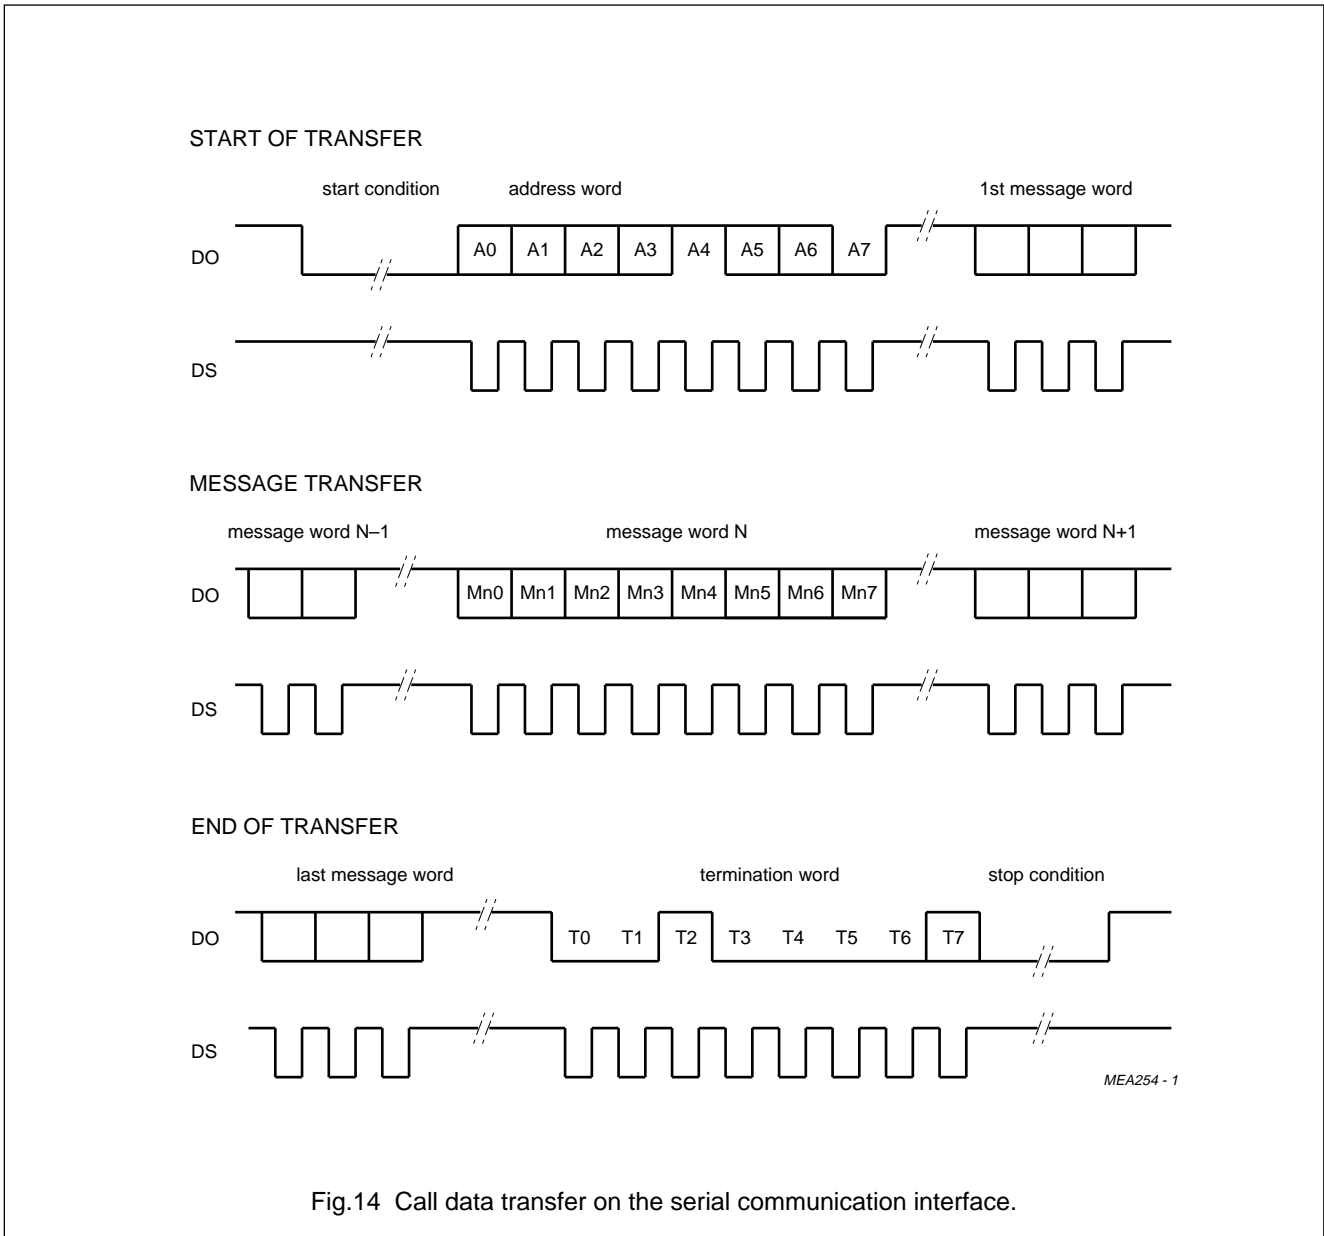 START OF TRANSFER
start condition address word 1st message word
DO A0 A1 A2 A3 A4 A5 A6 A7
DS
MESSAGE TRANSFER
message word N–1 message word N message word N+1
DO Mn0 Mn1 Mn2 Mn3 Mn4 Mn5 Mn6 Mn7
DS
END OF TRANSFER
last message word termination word stop condition
DO T0 T1 T2 T3 T4 T5 T6 T7
DS
MEA254 - 1
Fig.14 Call data transfer on the serial communication interface.